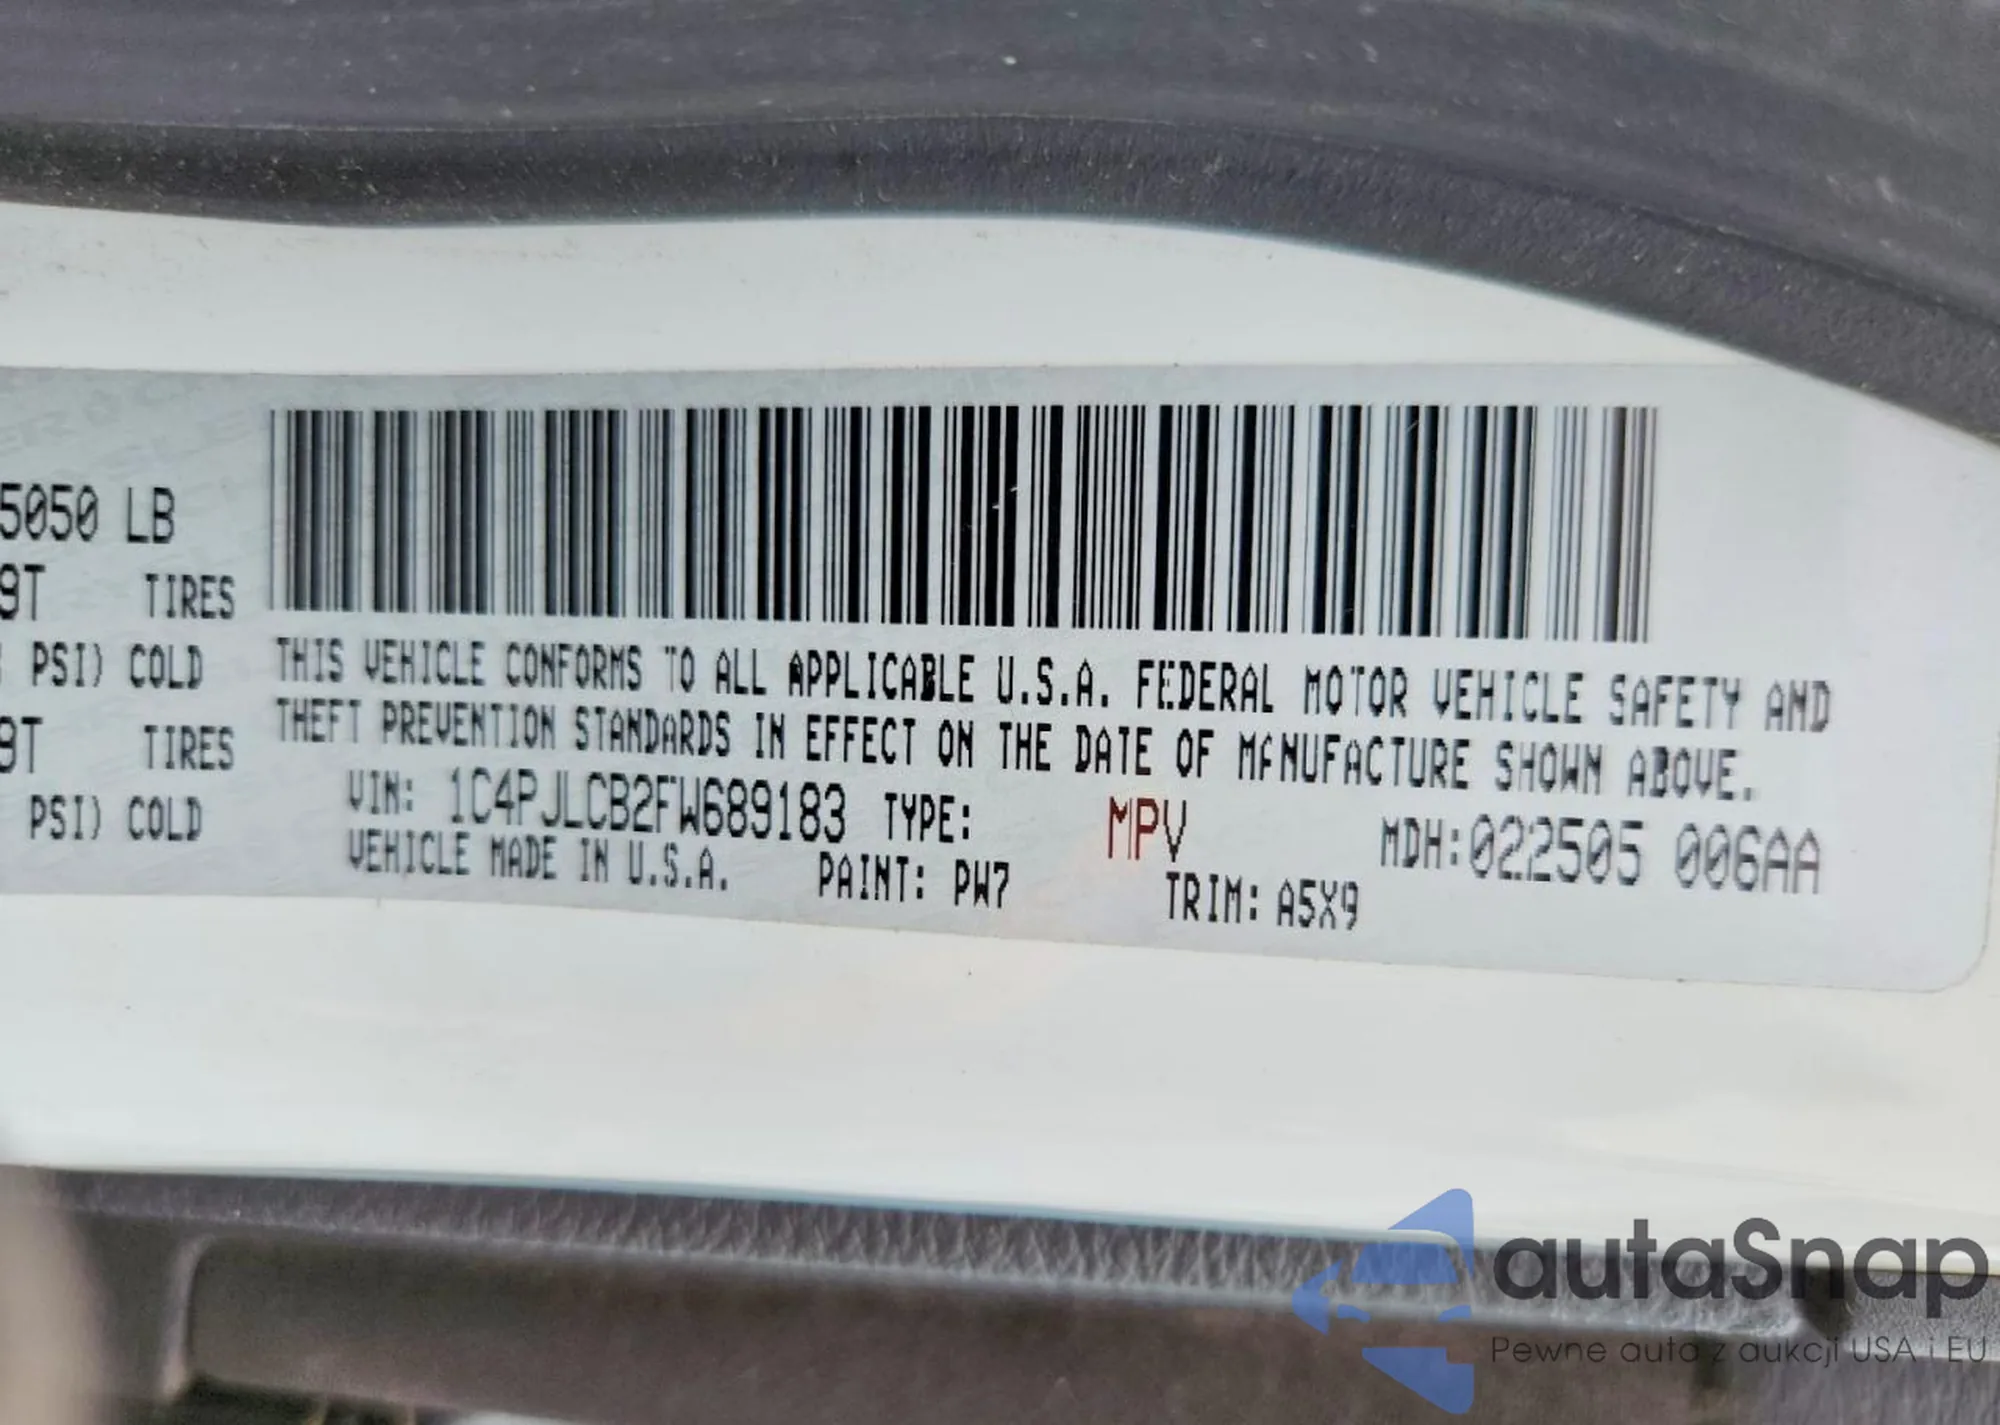 5050 LB
9T TIRES
PSI) COLD
9T TIRES
PSI) COLD
THIS VEHICLE CONFORMS TO ALL APPLICABLE U.S.A. FEDERAL MOTOR VEHICLE SAFETY AND
THEFT PREVENTION STANDARDS IN EFFECT ON THE DATE OF MANUFACTURE SHOWN ABOVE.
VIN: 1C4PJLCB2FW689183 TYPE: MPV MDH:022505 006AA
VEHICLE MADE IN U.S.A. PAINT: PW7 TRIM: A5X9
autaSnap
Pewne auta z aukcji USA i EU